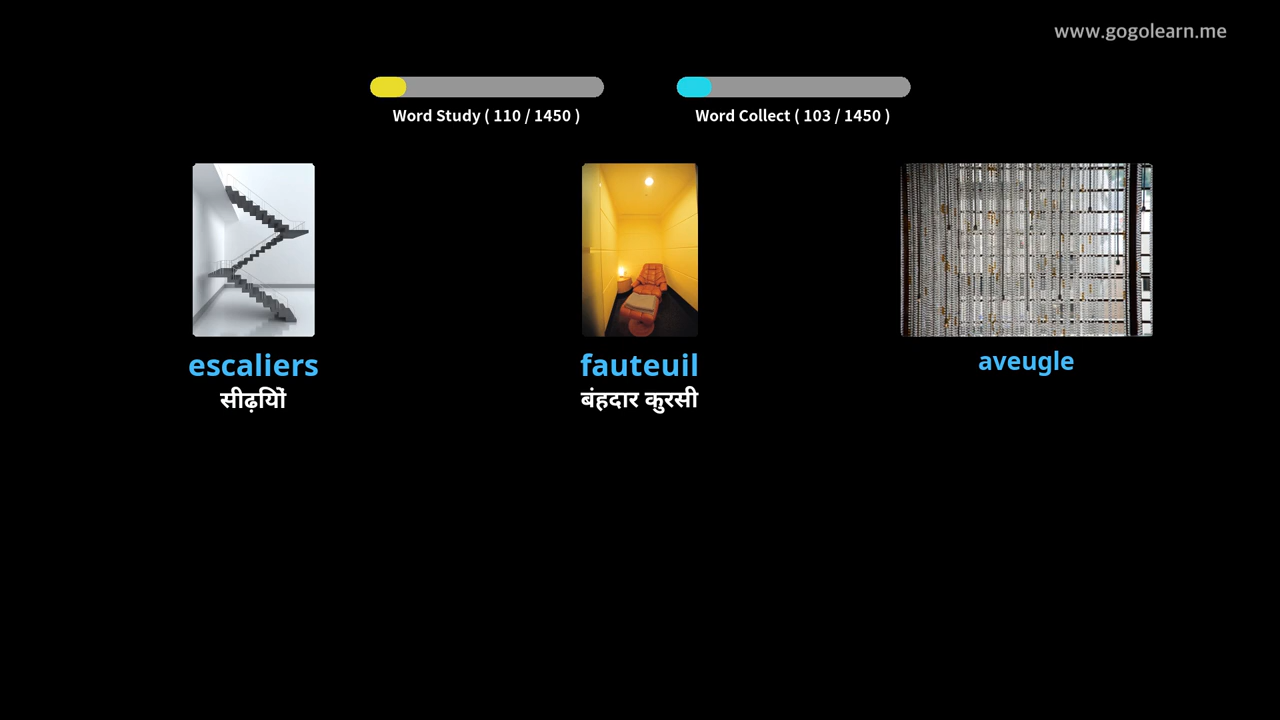 www.gogolearn.me
Word Study ( 110 / 1450 )
Word Collect ( 103 / 1450 )
escaliers
सीढ़ियों
fauteuil
बांहदार कुरसी
aveugle